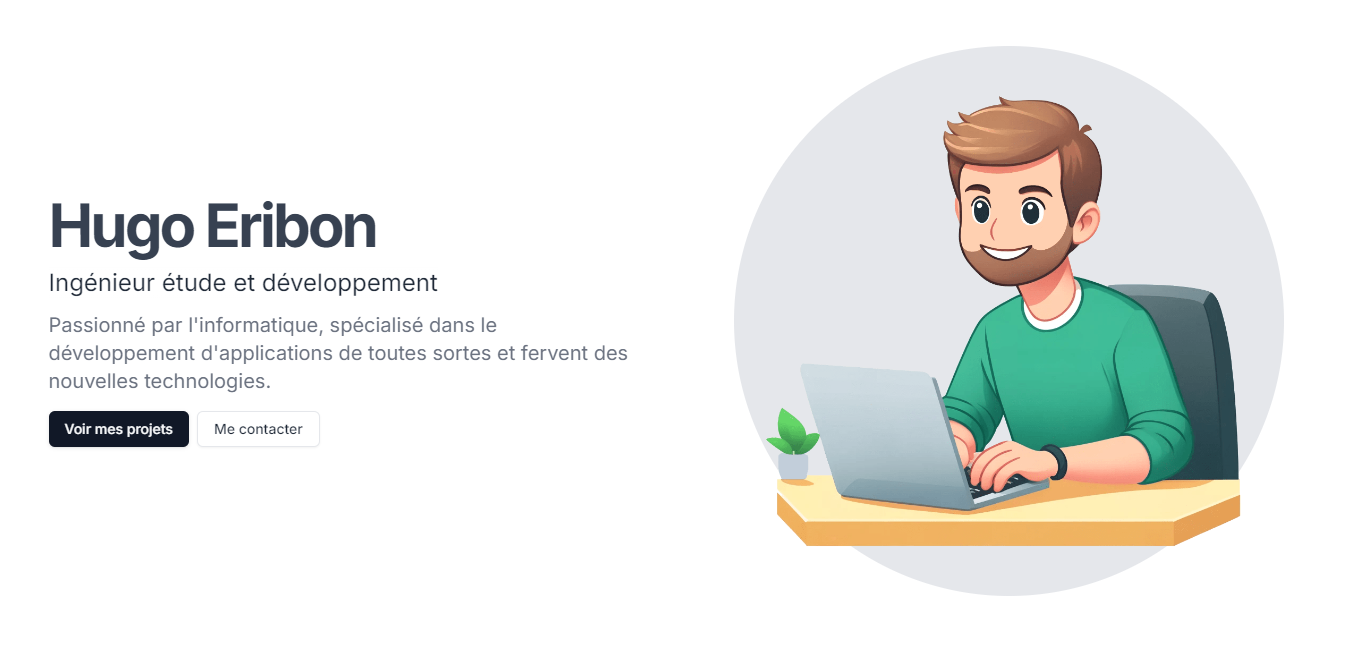 Hugo Eribon
Ingénieur étude et développement
Passionné par l'informatique, spécialisé dans le
développement d'applications de toutes sortes et fervent des
nouvelles technologies.
Voir mes projets
Me contacter